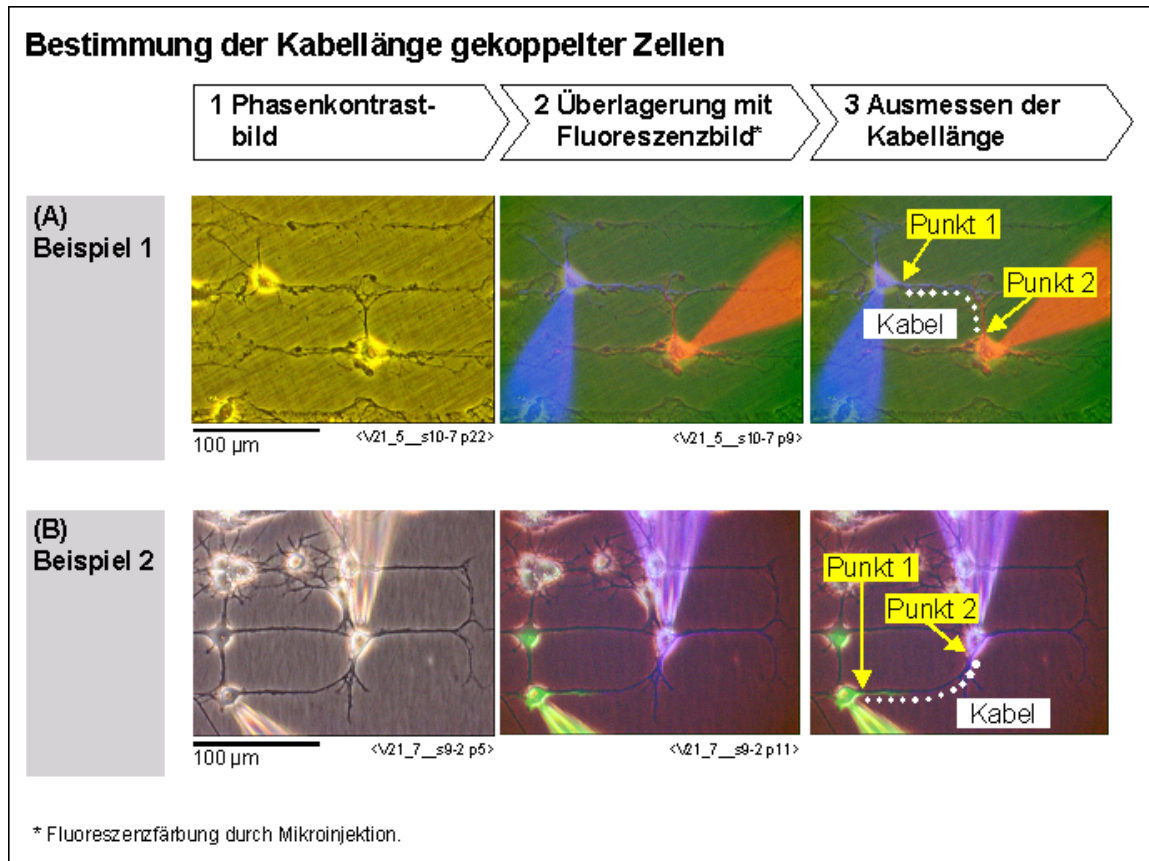 Bestimmung der Kabellänge gekoppelter Zellen
1 Phasenkontrast-
bild
2 Überlagerung mit
Fluoreszenzbild*
3 Ausmessen der
Kabellänge
(A)
Beispiel 1
Punkt 1
Punkt 2
Kabel
100 µm
<V21_5__s10-7 p22>
<V21_5__s10-7 p9>
(B)
Beispiel 2
Punkt 1
Punkt 2
Kabel
100 µm
<V21_7__s9-2 p5>
<V21_7__s9-2 p11>
* Fluoreszenzfärbung durch Mikroinjektion.